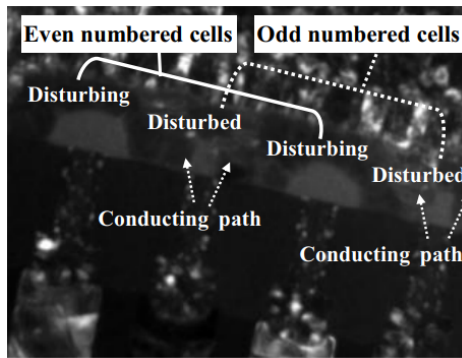 Even numbered cells
Odd numbered cells
Disturbing
Disturbed
Disturbing
Disturbed
Conducting path
Conducting path